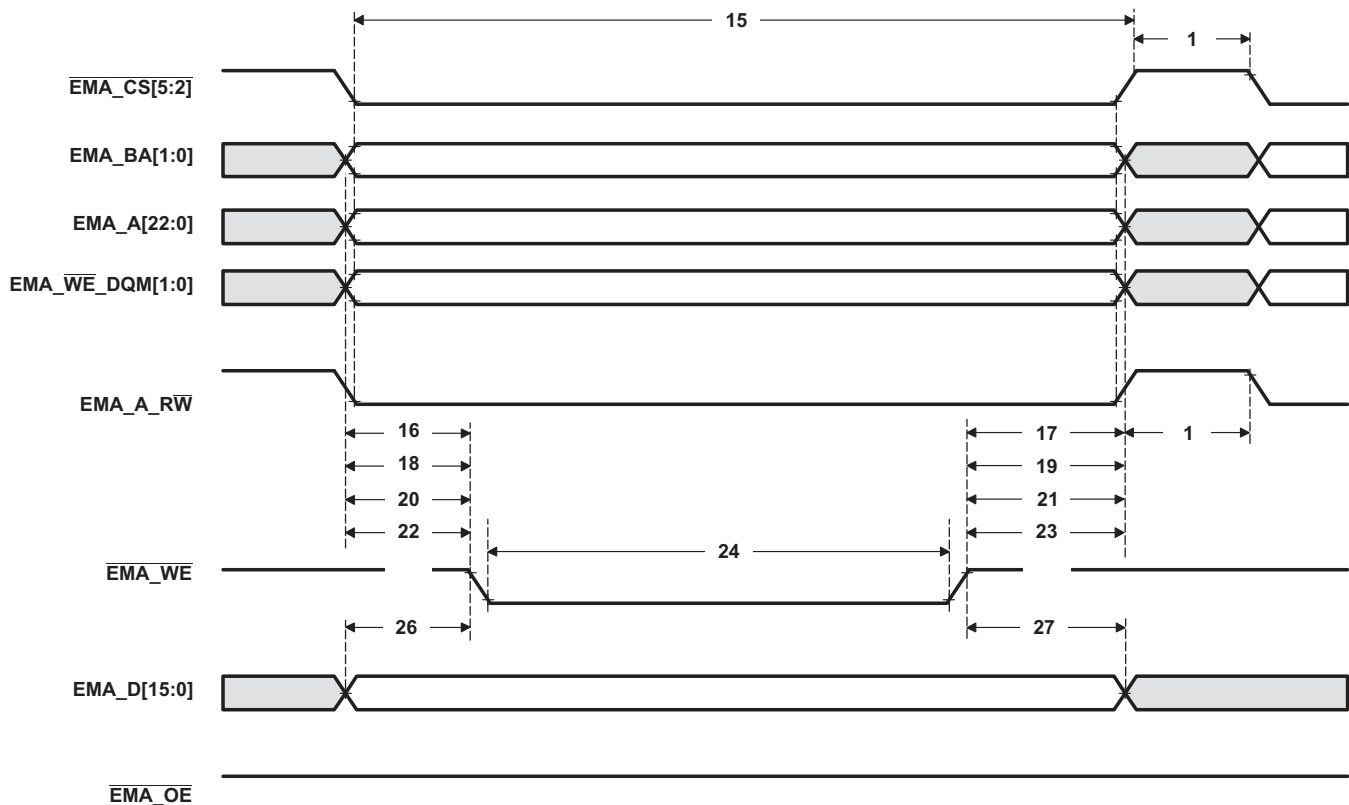 15
1
EMA_CS[5:2]
EMA_BA[1:0]
EMA_A[22:0]
EMA_WE_DQM[1:0]
EMA_A_RW
16
17
1
18
19
20
21
22
23
24
EMA_WE
26
27
EMA_D[15:0]
EMA_OE